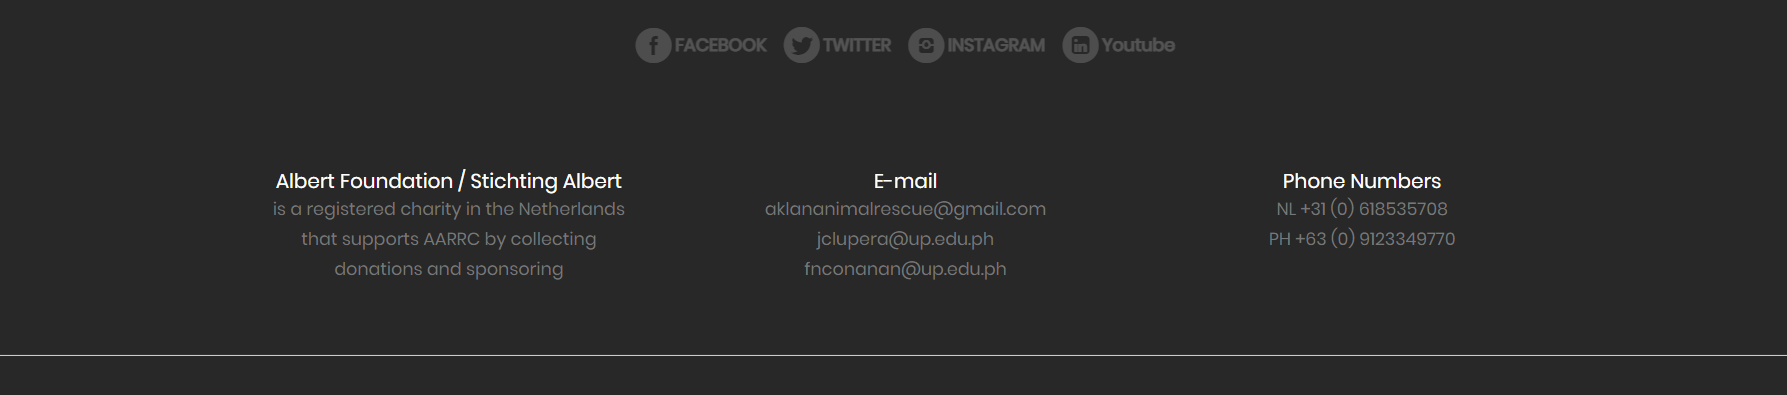 FACEBOOK TWITTER INSTAGRAM Youtube
Albert Foundation / Stichting Albert
is a registered charity in the Netherlands
that supports AARRC by collecting
donations and sponsoring
E-mail
aklananimalrescue@gmail.com
jclupera@up.edu.ph
fnconanan@up.edu.ph
Phone Numbers
NL +31 (0) 618535708
PH +63 (0) 9123349770